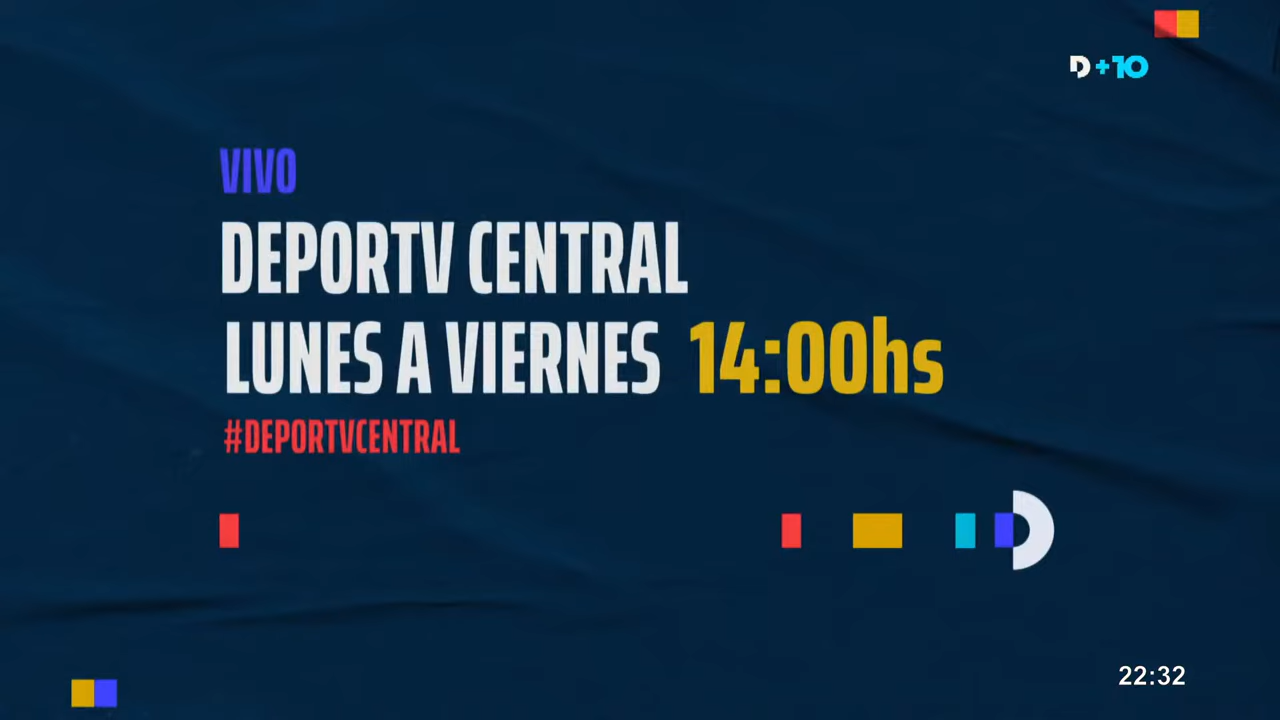 D+10
VIVO
DEPORTV CENTRAL
LUNES A VIERNES 14:00hs
#DEPORTVCENTRAL
22:32